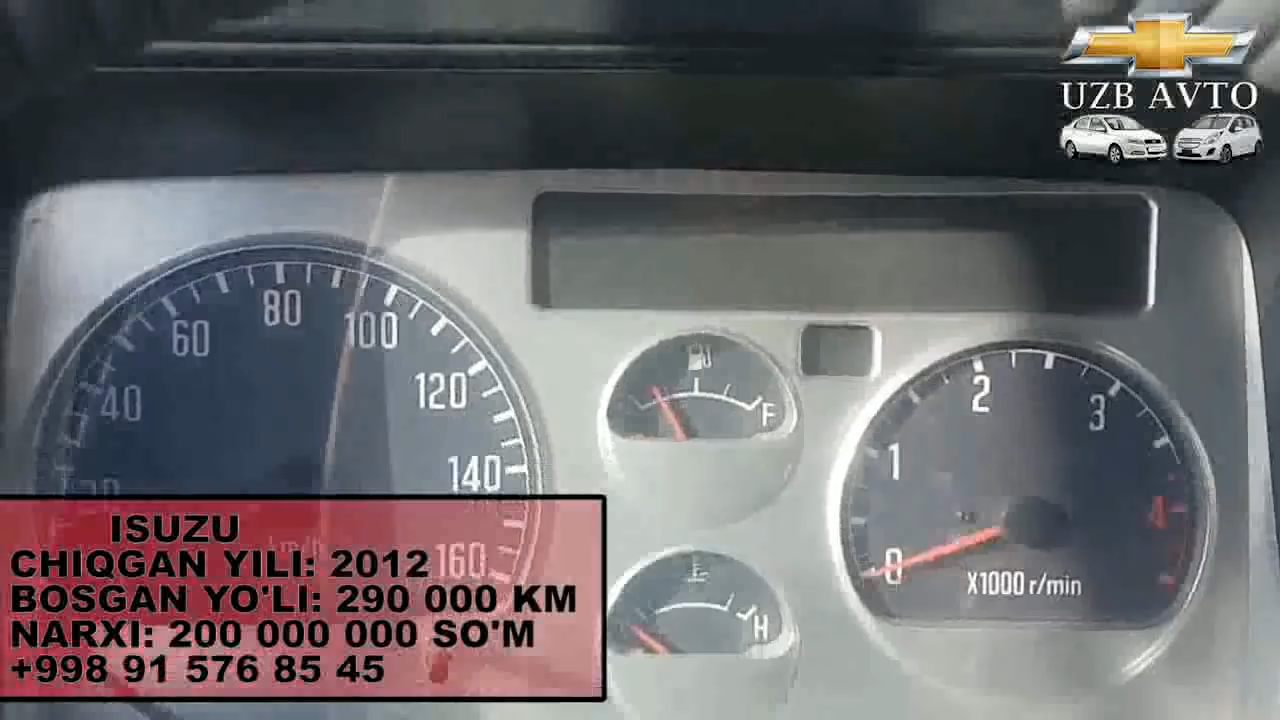 UZB AVTO
80
100
60
120
40
140
160
F
2
3
1
4
0
X1000 r/min
H
ISUZU
CHIQGAN YILI: 2012
BOSGAN YO'LI: 290 000 KM
NARXI: 200 000 000 SO'M
+998 91 576 85 45